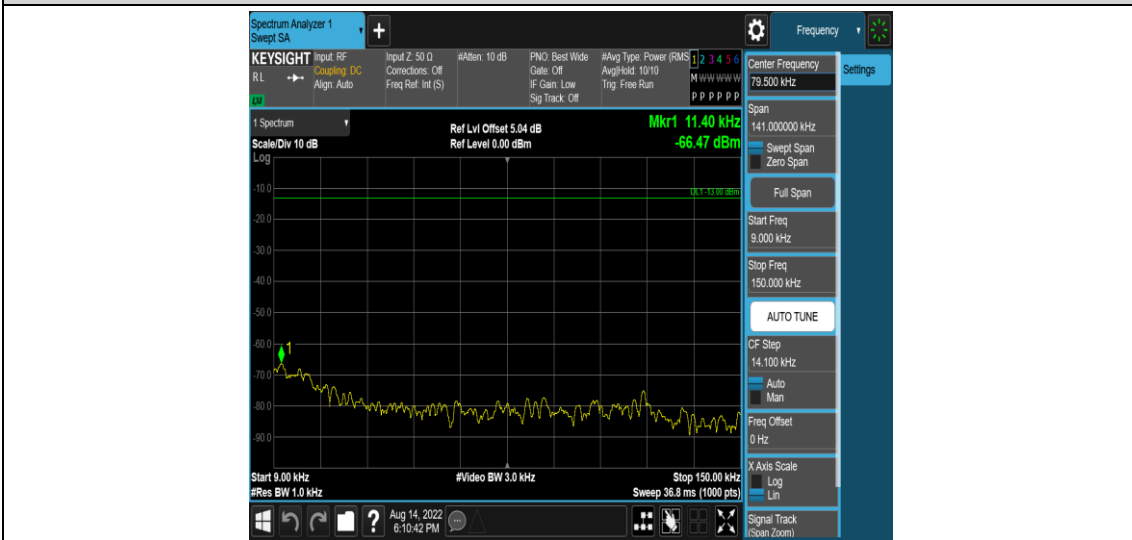 Spectrum Analyzer 1
Swept SA
+
Frequency
KEYSIGHT Input: RF Input Z: 50 Ω #Atten: 10 dB PNO: Best Wide #Avg Type: Power (RMS 1 2 3 4 5 6
RL Coupling: DC Corrections: Off Gate: Off Avg|Hold: 10/10 M W W W W W
Align: Auto Freq Ref: Int (S) IF Gain: Low Trig: Free Run
Sig Track: Off P P P P P P
LXI
1 Spectrum
Ref Lvl Offset 5.04 dB Mkr1 11.40 kHz
Scale/Div 10 dB Ref Level 0.00 dBm -66.47 dBm
Log
-10.0
DL1 -13.00 dBm
-20.0
-30.0
-40.0
-50.0
-60.0
1
-70.0
-80.0
-90.0
Start 9.00 kHz #Video BW 3.0 kHz Stop 150.00 kHz
#Res BW 1.0 kHz Sweep 36.8 ms (1000 pts)
?
Aug 14, 2022
6:10:42 PM
Center Frequency
79.500 kHz
Settings
Span
141.000000 kHz
Swept Span
Zero Span
Full Span
Start Freq
9.000 kHz
Stop Freq
150.000 kHz
AUTO TUNE
CF Step
14.100 kHz
Auto
Man
Freq Offset
0 Hz
X Axis Scale
Log
Lin
Signal Track
(Span Zoom)